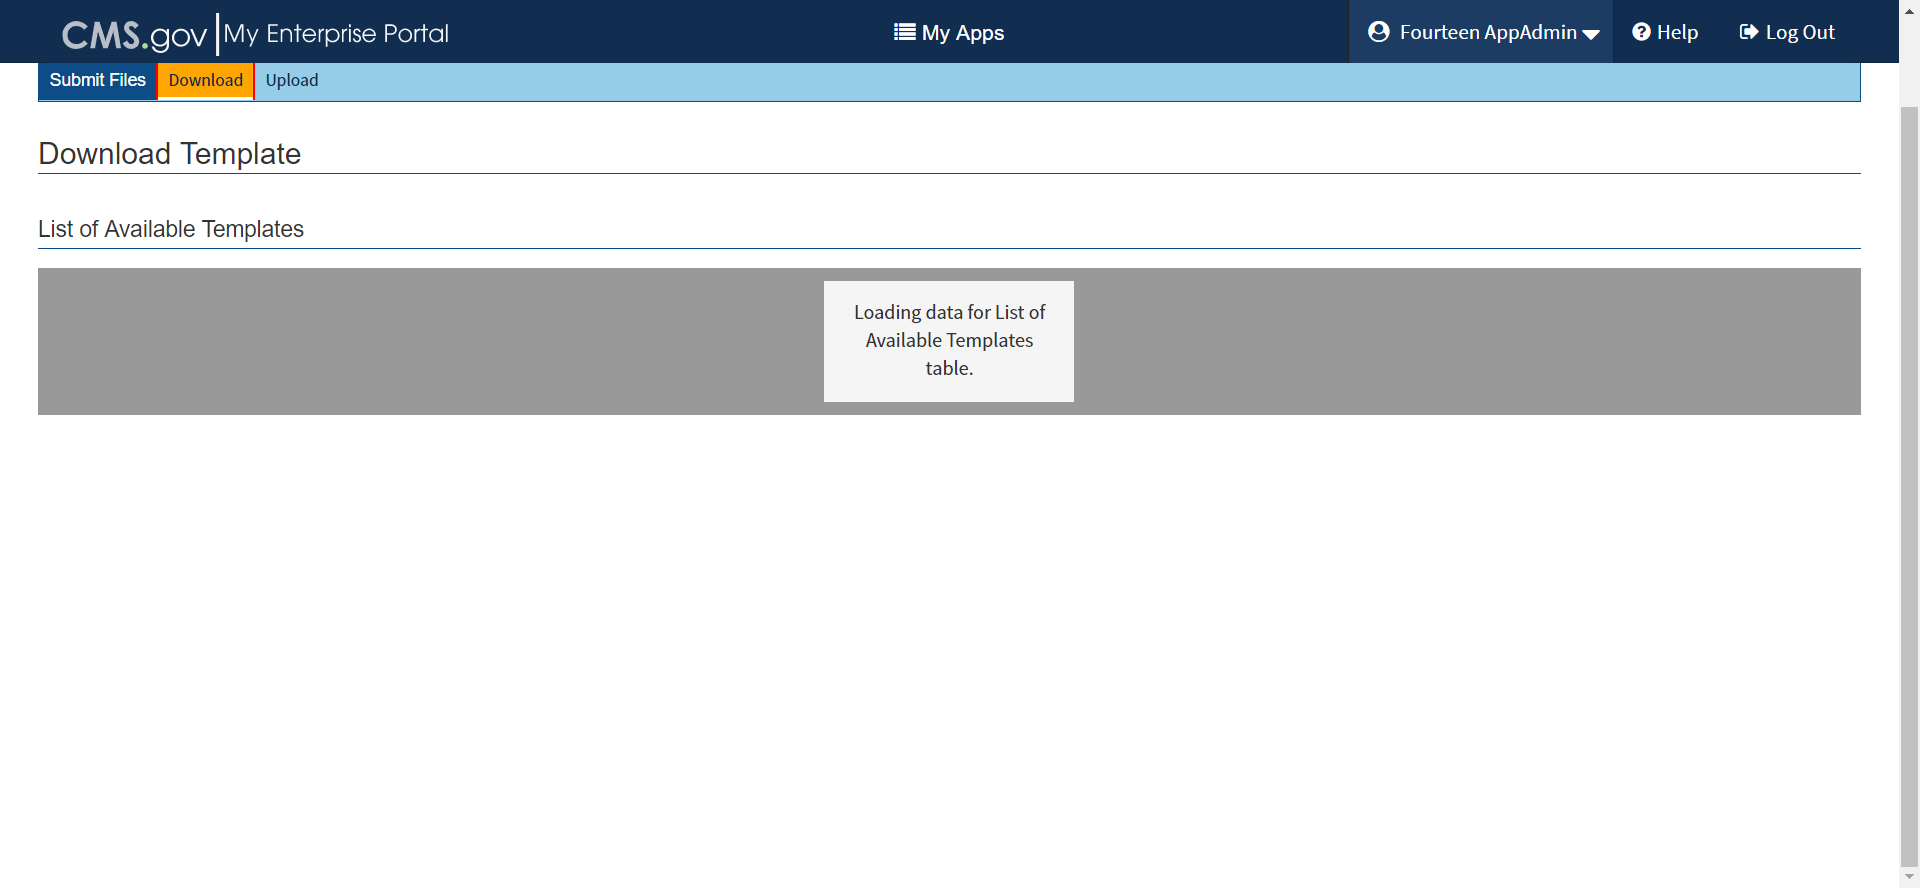 CMS.gov My Enterprise Portal My Apps Fourteen AppAdmin Help Log Out
Submit Files Download Upload
Download Template
List of Available Templates
Loading data for List of
Available Templates
table.